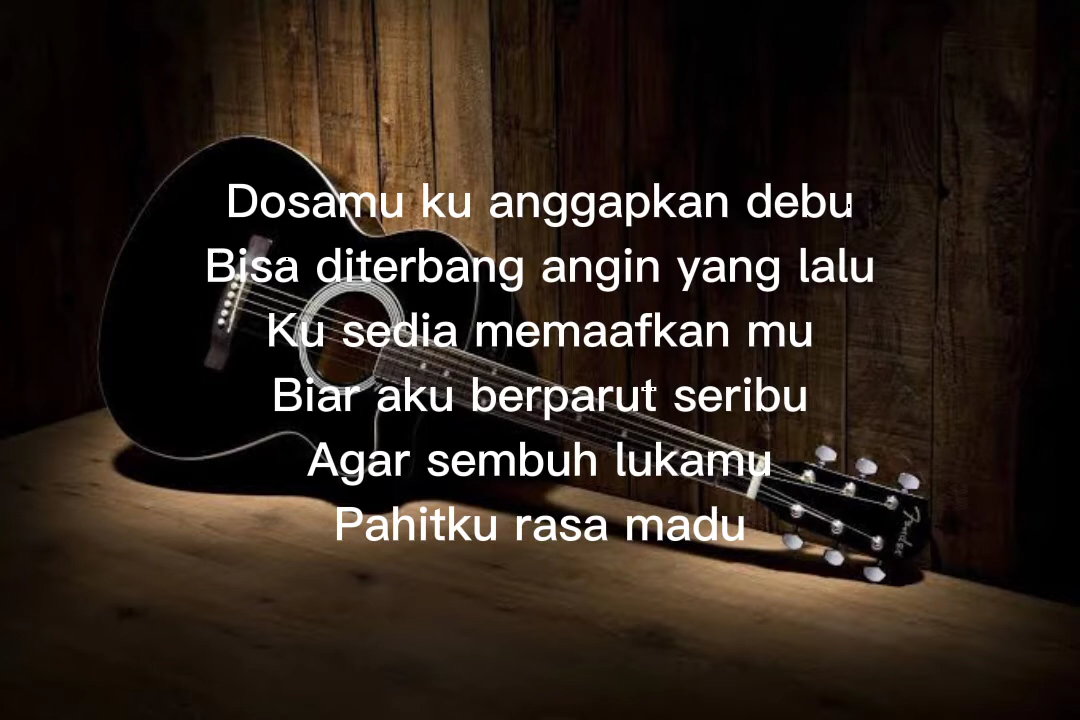 Dosamu ku anggapkan debu
Bisa diterbang angin yang lalu
Ku sedia memaafkan mu
Biar aku berparut seribu
Agar sembuh lukamu
Pahitku rasa madu
Fender